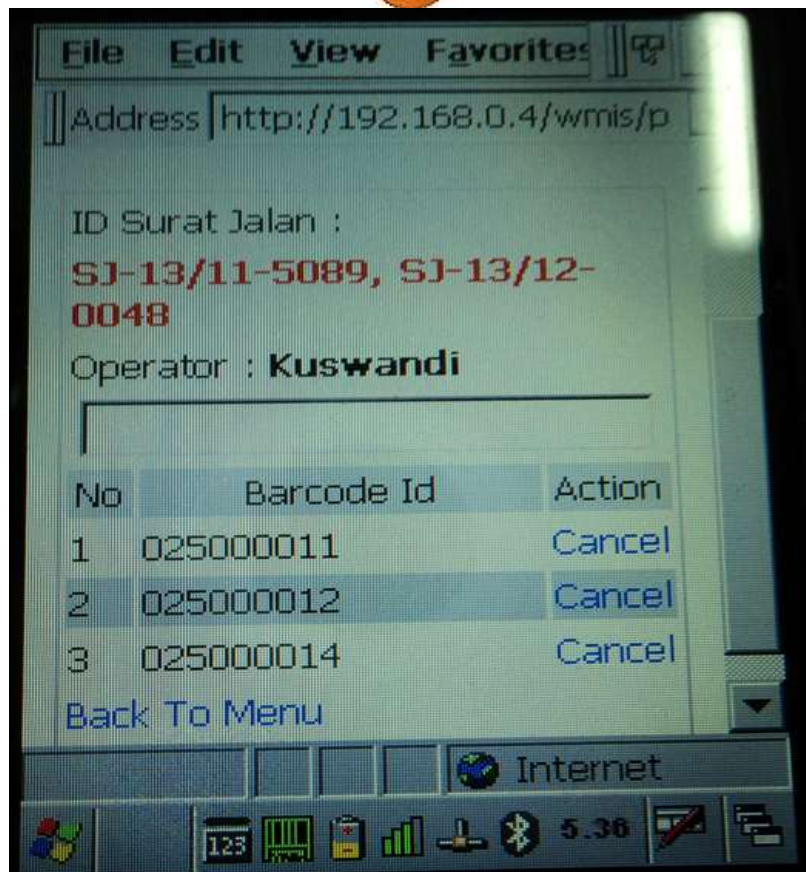 File Edit View Favorites
Address http://192.168.0.4/wmis/p
ID Surat Jalan :
SJ-13/11-5089, SJ-13/12-
0048
Operator : Kuswandi
No Barcode Id Action
1 025000011 Cancel
2 025000012 Cancel
3 025000014 Cancel
Back To Menu
Internet
123 5.36